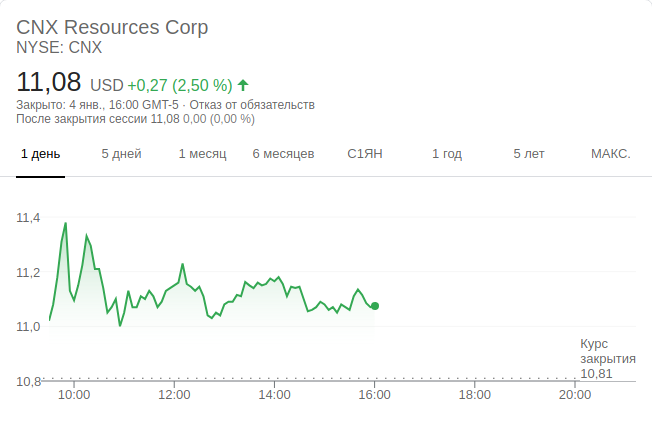 CNX Resources Corp
NYSE: CNX
11,08 USD +0,27 (2,50 %)
Закрыто: 4 янв., 16:00 GMT-5 · Отказ от обязательств
После закрытия сессии 11,08 0,00 (0,00 %)
1 день 5 дней 1 месяц 6 месяцев С1ЯН 1 год 5 лет МАКС.
11,4
11,2
11,0
Курс
закрытия
10,81
10,8
10:00 12:00 14:00 16:00 18:00 20:00